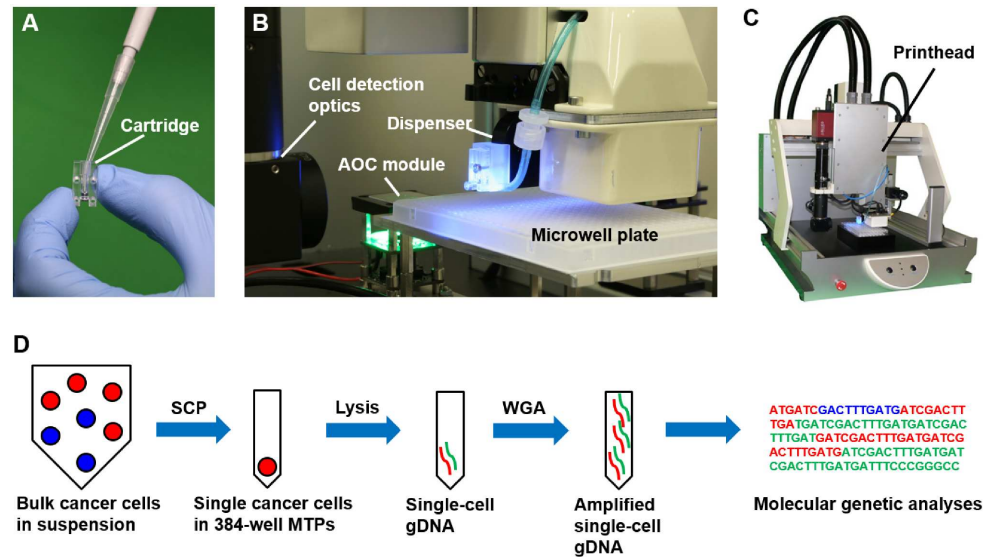 A
Cartridge
B
Cell detection
optics
Dispenser
AOC module
Microwell plate
C
Printhead
D
SCP
Lysis
WGA
Bulk cancer cells
in suspension
Single cancer cells
in 384-well MTPs
Single-cell
gDNA
Amplified
single-cell
gDNA
ATGATCGACTTTGATGATCGACTT
TGATGATCGACTTTGATGATCGAC
TTTGATGATCGACTTTGATGATCG
ACTTTGATGATCGACTTTGATGAT
CGACTTTGATGATTTCCCGGGCC
Molecular genetic analyses